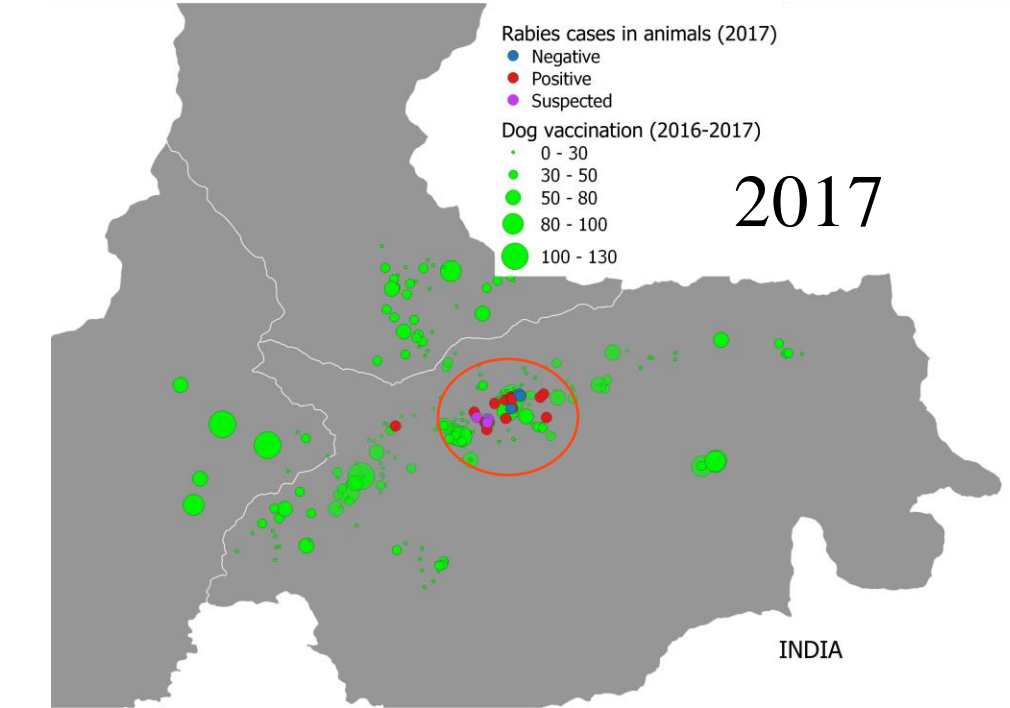 Rabies cases in animals (2017)
Negative
Positive
Suspected
Dog vaccination (2016-2017)
0 - 30
30 - 50
50 - 80
80 - 100
100 - 130
2017
INDIA